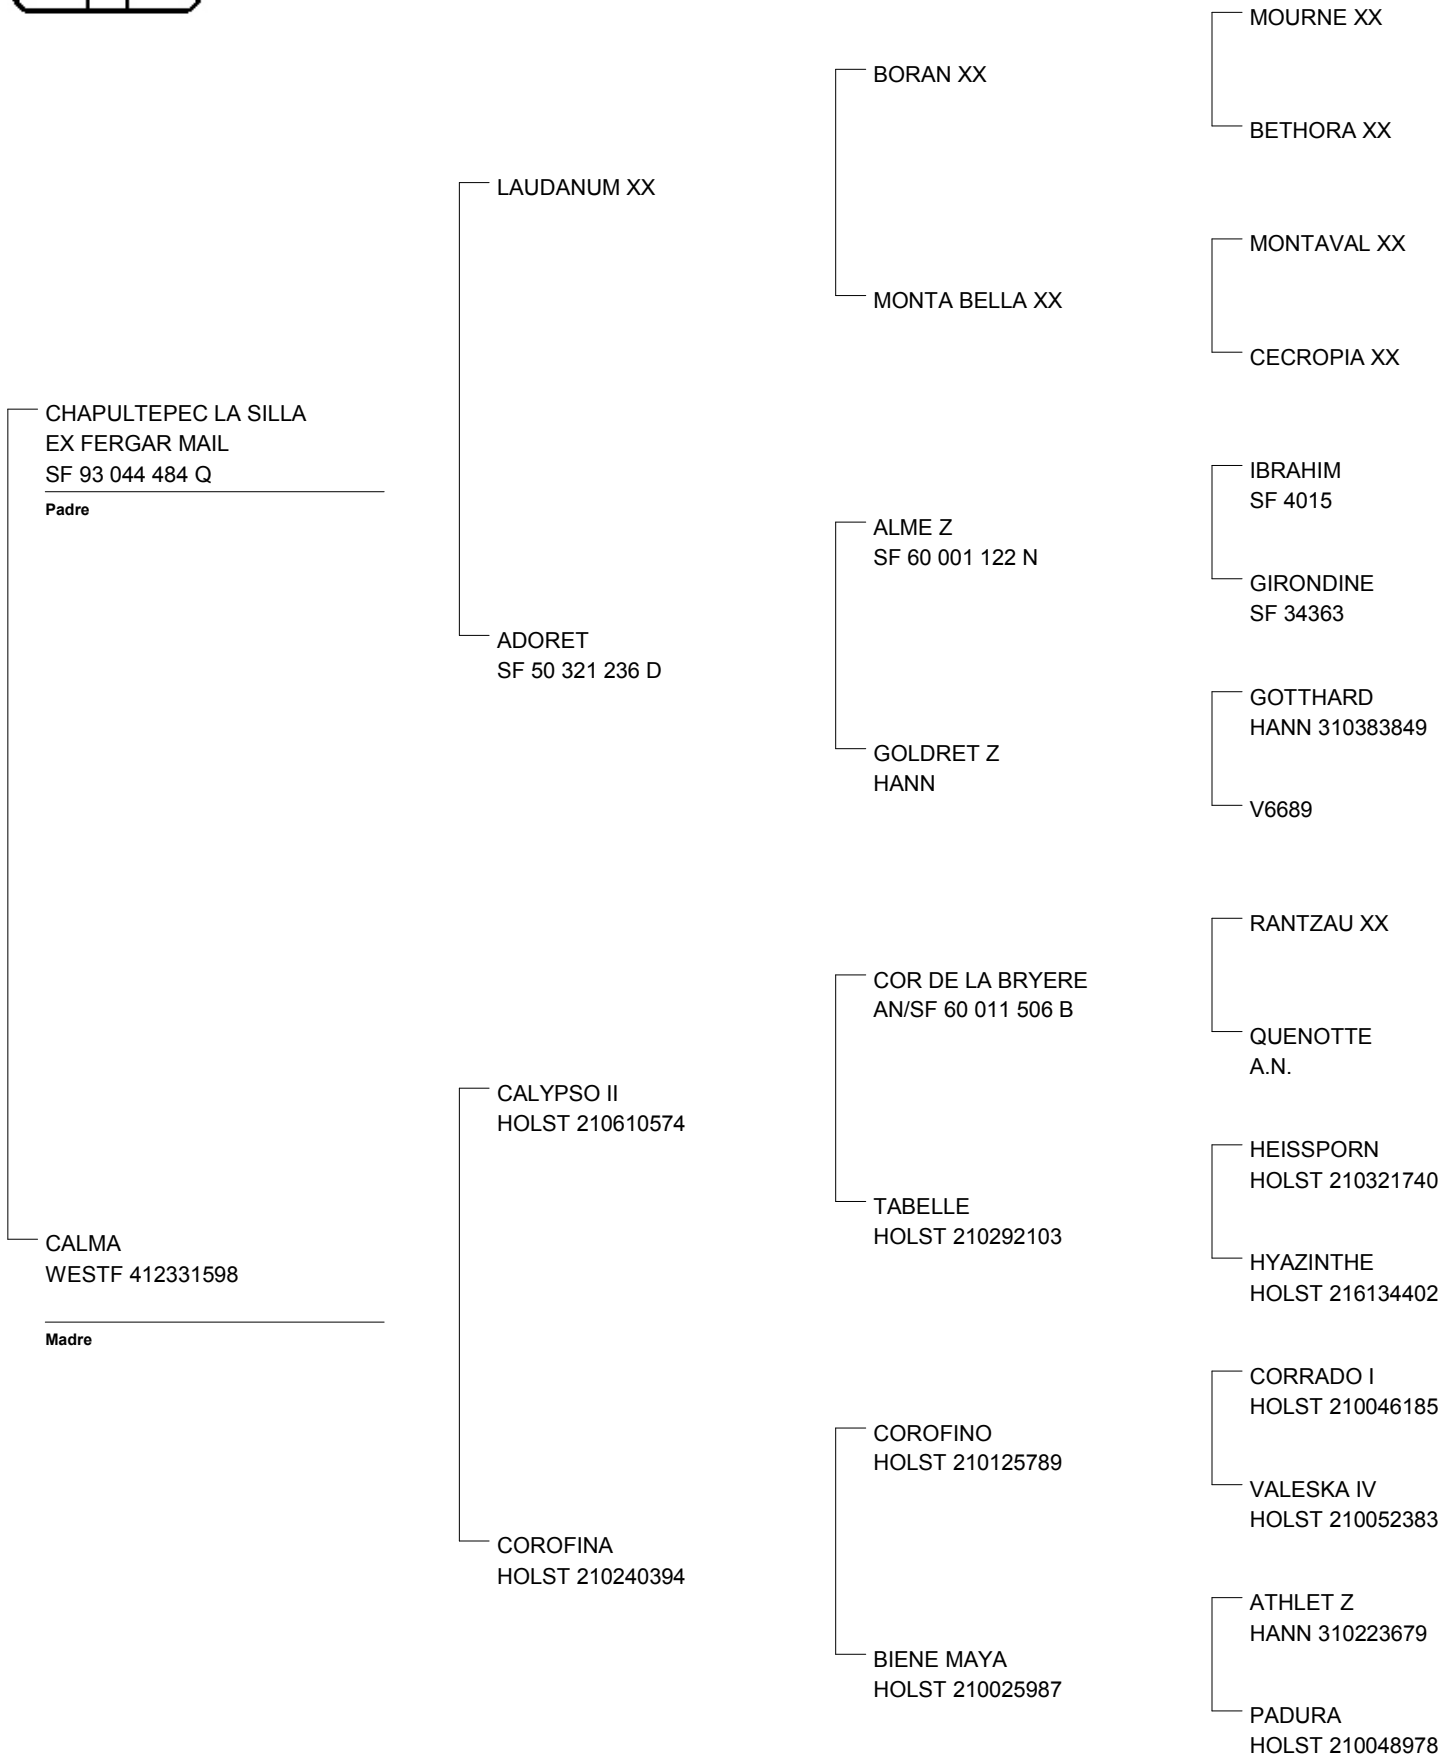 MOURNE XX
BORAN XX
BETHORA XX
LAUDANUM XX
MONTAVAL XX
MONTA BELLA XX
CECROPIA XX
CHAPULTEPEC LA SILLA
EX FERGAR MAIL
SF 93 044 484 Q
Padre
IBRAHIM
SF 4015
ALME Z
SF 60 001 122 N
GIRONDINE
SF 34363
ADORET
SF 50 321 236 D
GOTTHARD
HANN 310383849
GOLDRET Z
HANN
V6689
RANTZAU XX
COR DE LA BRYERE
AN/SF 60 011 506 B
QUENOTTE
A.N.
CALYPSO II
HOLST 210610574
HEISSPORN
HOLST 210321740
TABELLE
HOLST 210292103
HYAZINTHE
HOLST 216134402
CALMA
WESTF 412331598
Madre
CORRADO I
HOLST 210046185
COROFINO
HOLST 210125789
VALESKA IV
HOLST 210052383
COROFINA
HOLST 210240394
ATHLET Z
HANN 310223679
BIENE MAYA
HOLST 210025987
PADURA
HOLST 210048978